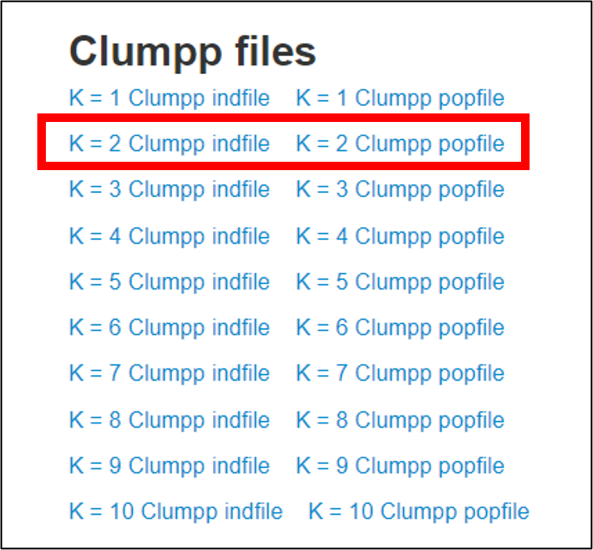 Clumpp files
K = 1 Clumpp indfile K = 1 Clumpp popfile
K = 2 Clumpp indfile K = 2 Clumpp popfile
K = 3 Clumpp indfile K = 3 Clumpp popfile
K = 4 Clumpp indfile K = 4 Clumpp popfile
K = 5 Clumpp indfile K = 5 Clumpp popfile
K = 6 Clumpp indfile K = 6 Clumpp popfile
K = 7 Clumpp indfile K = 7 Clumpp popfile
K = 8 Clumpp indfile K = 8 Clumpp popfile
K = 9 Clumpp indfile K = 9 Clumpp popfile
K = 10 Clumpp indfile K = 10 Clumpp popfile